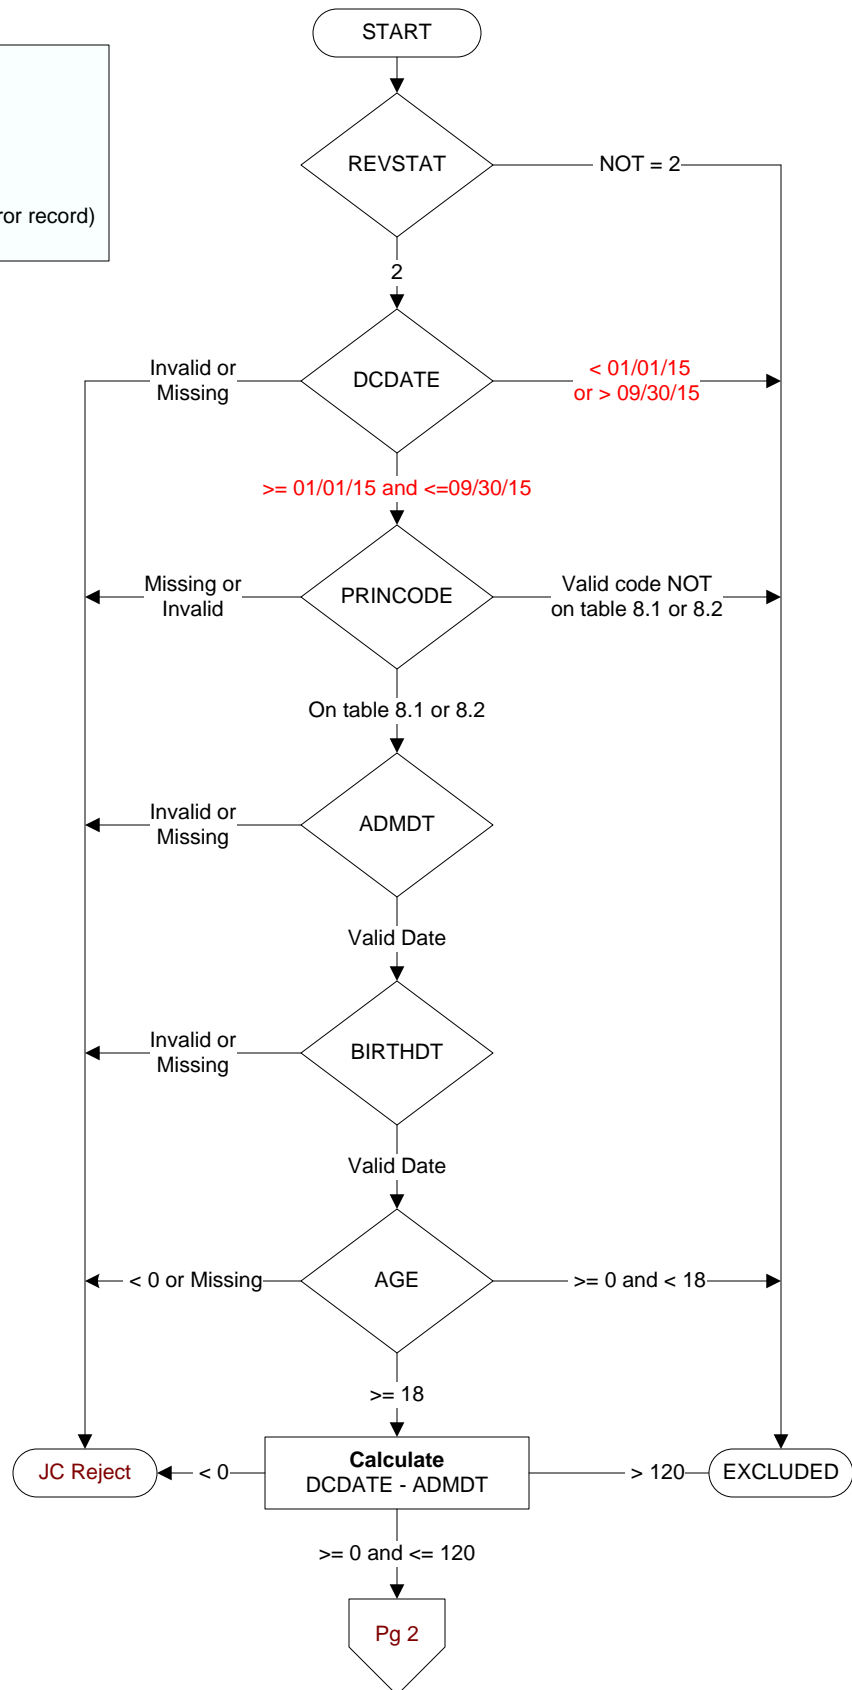 START
REVSTAT
NOT = 2
2
Invalid or
Missing
DCDATE
< 01/01/15
or > 09/30/15
>= 01/01/15 and <=09/30/15
Missing or
Invalid
PRINCODE
Valid code NOT
on table 8.1 or 8.2
On table 8.1 or 8.2
Invalid or
Missing
ADMDT
Valid Date
Invalid or
Missing
BIRTHDT
Valid Date
< 0 or Missing
AGE
>= 0 and < 18
>= 18
JC Reject
< 0
Calculate
DCDATE - ADMDT
> 120
EXCLUDED
>= 0 and <= 120
Pg 2
record)